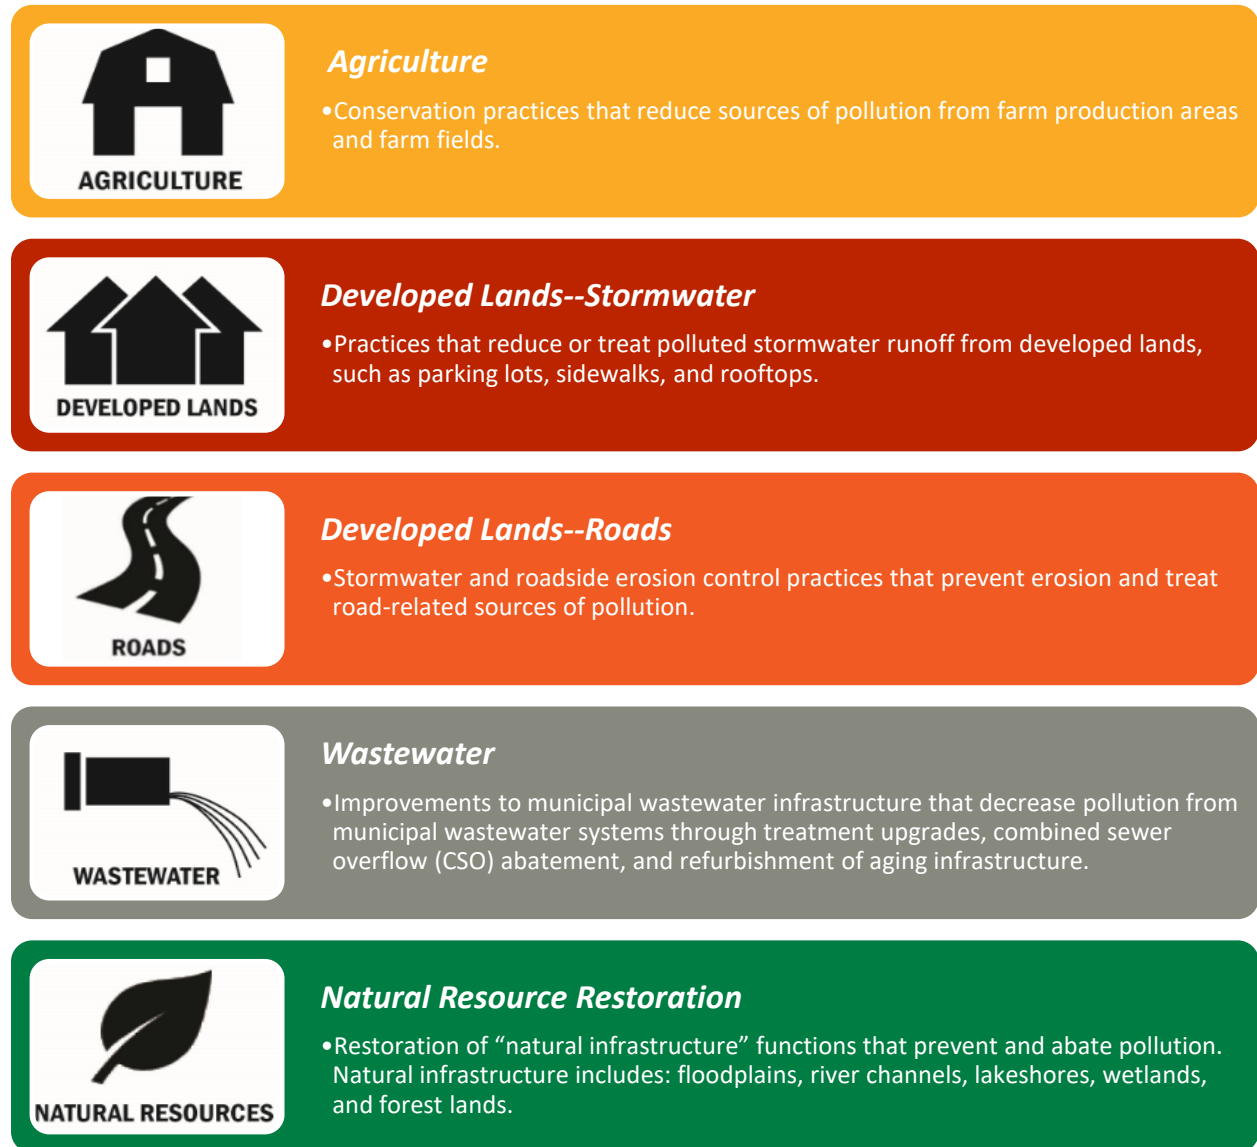 Agriculture
•Conservation practices that reduce sources of pollution from farm production areas
and farm fields.
AGRICULTURE
Developed Lands--Stormwater
•Practices that reduce or treat polluted stormwater runoff from developed lands,
such as parking lots, sidewalks, and rooftops.
DEVELOPED LANDS
Developed Lands--Roads
•Stormwater and roadside erosion control practices that prevent erosion and treat
road-related sources of pollution.
ROADS
Wastewater
•Improvements to municipal wastewater infrastructure that decrease pollution from
municipal wastewater systems through treatment upgrades, combined sewer
overflow (CSO) abatement, and refurbishment of aging infrastructure.
WASTEWATER
Natural Resource Restoration
•Restoration of “natural infrastructure” functions that prevent and abate pollution.
Natural infrastructure includes: floodplains, river channels, lakeshores, wetlands,
and forest lands.
NATURAL RESOURCES